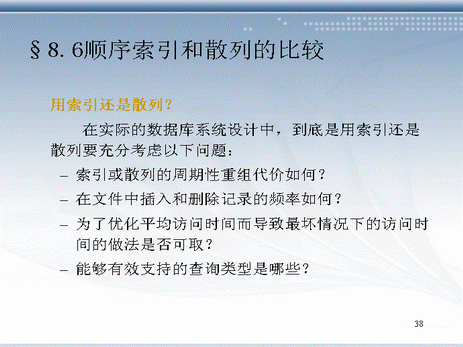 §8.6顺序索引和散列的比较
用索引还是散列？
在实际的数据库系统设计中，到底是用索引还是
散列要充分考虑以下问题：
– 索引或散列的周期性重组代价如何？
– 在文件中插入和删除记录的频率如何？
– 为了优化平均访问时间而导致最坏情况下的访问时
间的做法是否可取？
– 能够有效支持的查询类型是哪些？
38